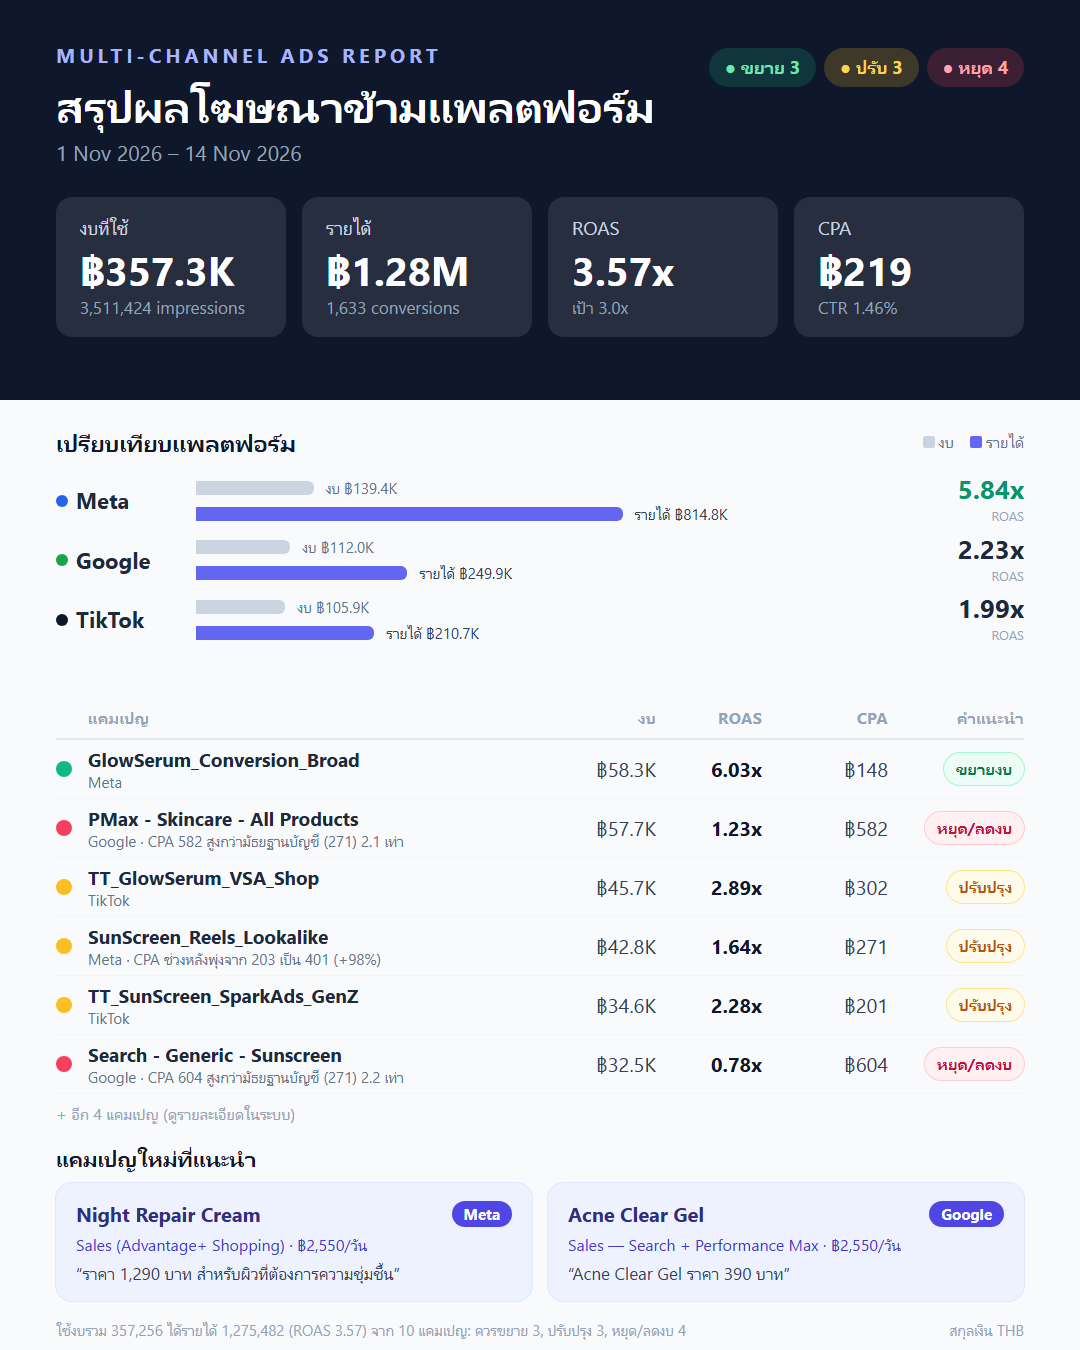 MULTI-CHANNEL ADS REPORT
● ขยาย 3 ● ปรับ 3 ● หยุด 4
สรุปผลโฆษณาข้ามแพลตฟอร์ม
1 Nov 2026 – 14 Nov 2026
งบที่ใช้ รายได้ ROAS CPA
฿357.3K ฿1.28M 3.57x ฿219
3,511,424 impressions 1,633 conversions เป้า 3.0x CTR 1.46%
เปรียบเทียบแพลตฟอร์ม งบ รายได้
Meta งบ ฿139.4K 5.84x
รายได้ ฿814.8K ROAS
Google งบ ฿112.0K 2.23x
รายได้ ฿249.9K ROAS
TikTok งบ ฿105.9K 1.99x
รายได้ ฿210.7K ROAS
แคมเปญ งบ ROAS CPA คำแนะนำ
GlowSerum_Conversion_Broad ฿58.3K 6.03x ฿148 ขยายงบ
Meta
PMax - Skincare - All Products ฿57.7K 1.23x ฿582 หยุด/ลดงบ
Google · CPA 582 สูงกว่ามัธยฐานบัญชี (271) 2.1 เท่า
TT_GlowSerum_VSA_Shop ฿45.7K 2.89x ฿302 ปรับปรุง
TikTok
SunScreen_Reels_Lookalike ฿42.8K 1.64x ฿271 ปรับปรุง
Meta · CPA ช่วงหลังพุ่งจาก 203 เป็น 401 (+98%)
TT_SunScreen_SparkAds_GenZ ฿34.6K 2.28x ฿201 ปรับปรุง
TikTok
Search - Generic - Sunscreen ฿32.5K 0.78x ฿604 หยุด/ลดงบ
Google · CPA 604 สูงกว่ามัธยฐานบัญชี (271) 2.2 เท่า
+ อีก 4 แคมเปญ (ดูรายละเอียดในระบบ)
แคมเปญใหม่ที่แนะนำ
Night Repair Cream Meta
Sales (Advantage+ Shopping) · ฿2,550/วัน
“ราคา 1,290 บาท สำหรับผิวที่ต้องการความชุ่มชื้น”
Acne Clear Gel Google
Sales — Search + Performance Max · ฿2,550/วัน
“Acne Clear Gel ราคา 390 บาท”
ใช้งบรวม 357,256 ได้รายได้ 1,275,482 (ROAS 3.57) จาก 10 แคมเปญ: ควรขยาย 3, ปรับปรุง 3, หยุด/ลดงบ 4 สกุลเงิน THB